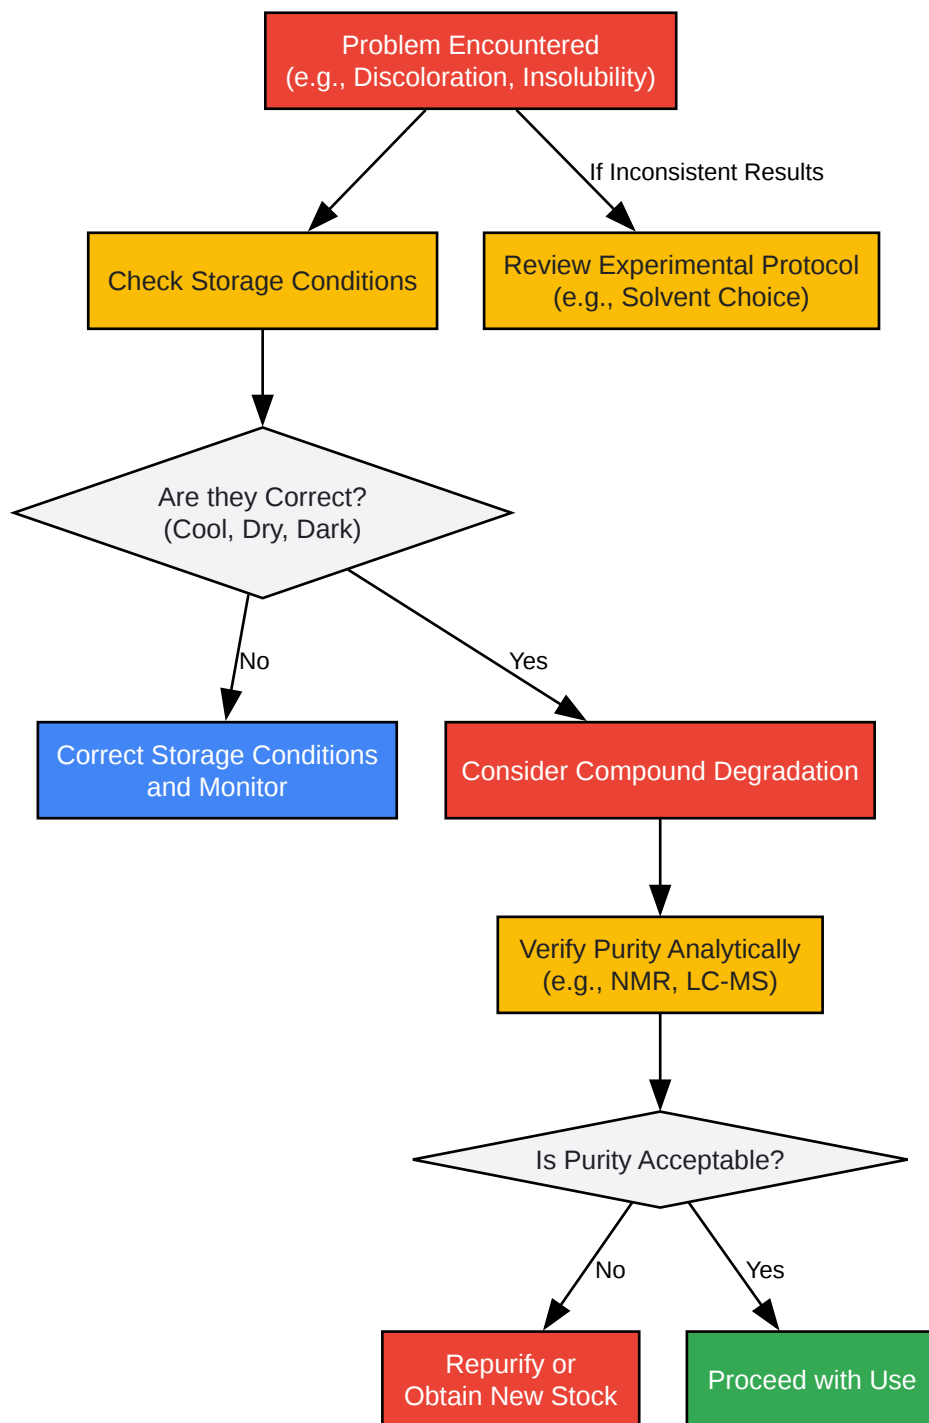 Problem Encountered
(e.g., Discoloration, Insolubility)
If Inconsistent Results
Check Storage Conditions
Review Experimental Protocol
(e.g., Solvent Choice)
Are they Correct?
(Cool, Dry, Dark)
No
Yes
Correct Storage Conditions
and Monitor
Consider Compound Degradation
Verify Purity Analytically
(e.g., NMR, LC-MS)
Is Purity Acceptable?
No
Yes
Repurify or
Obtain New Stock
Proceed with Use